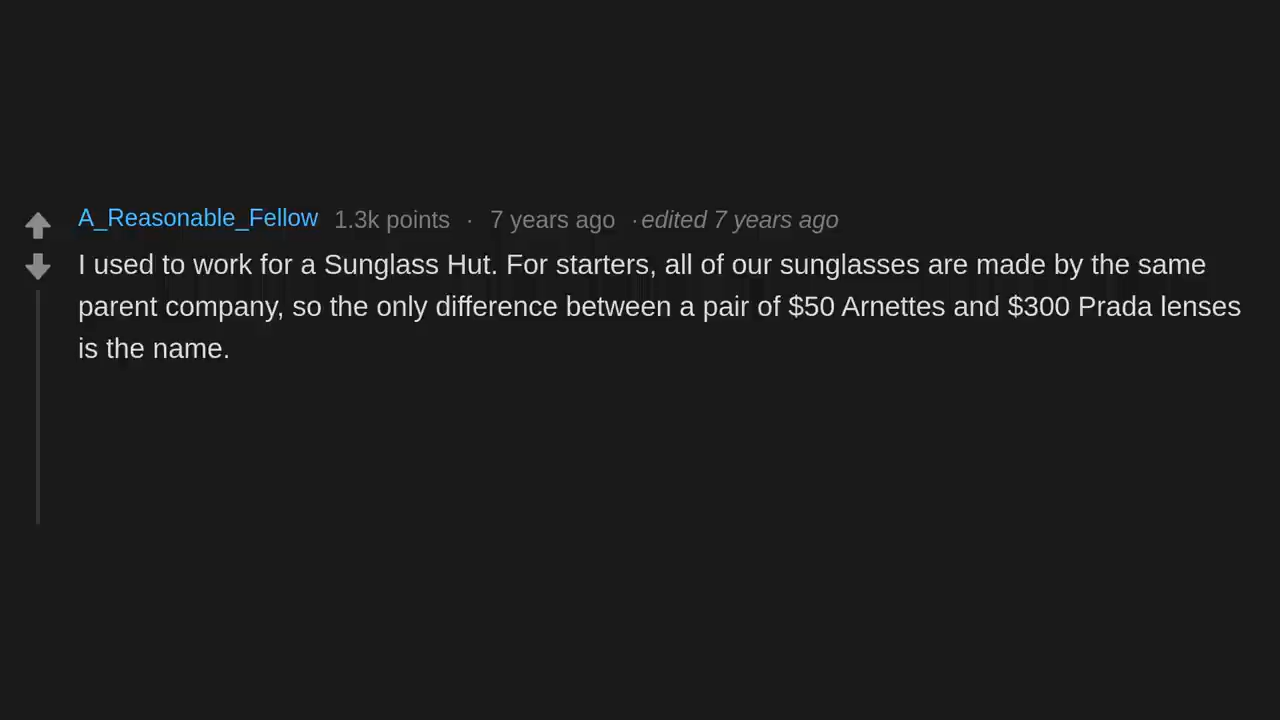 A_Reasonable_Fellow 1.3k points · 7 years ago · edited 7 years ago
I used to work for a Sunglass Hut. For starters, all of our sunglasses are made by the same
parent company, so the only difference between a pair of $50 Arnettes and $300 Prada lenses
is the name.